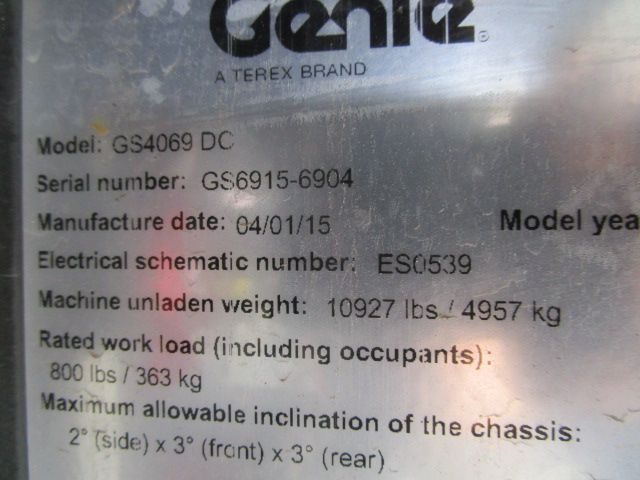 Genie
A TEREX BRAND
Model: GS4069 DC
Serial number: GS6915-6904
Manufacture date: 04/01/15 Model yea
Electrical schematic number: ES0539
Machine unladen weight: 10927 lbs / 4957 kg
Rated work load (including occupants):
800 lbs / 363 kg
Maximum allowable inclination of the chassis:
2° (side) x 3° (front) x 3° (rear)